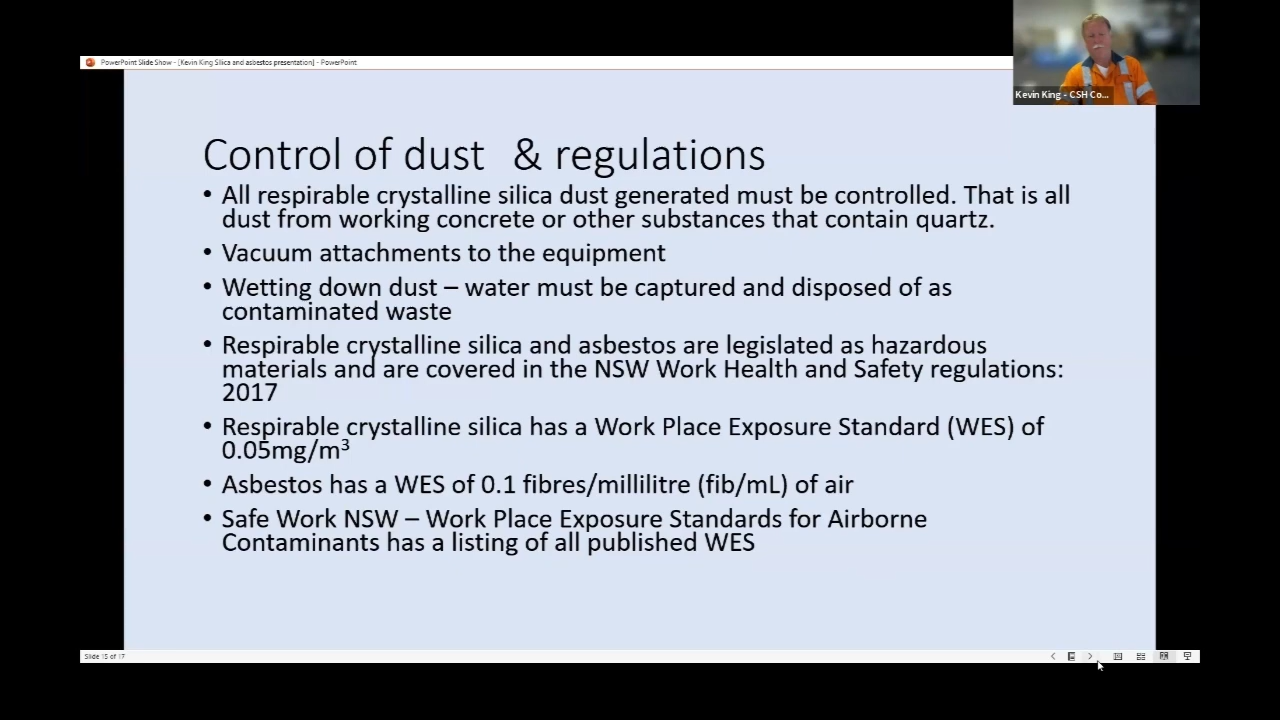 PowerPoint Slide Show - [Kevin King Silica and asbestos presentation] - PowerPoint
Kevin King - CSH Co...
Control of dust & regulations
• All respirable crystalline silica dust generated must be controlled. That is all
dust from working concrete or other substances that contain quartz.
• Vacuum attachments to the equipment
• Wetting down dust – water must be captured and disposed of as
contaminated waste
• Respirable crystalline silica and asbestos are legislated as hazardous
materials and are covered in the NSW Work Health and Safety regulations:
2017
• Respirable crystalline silica has a Work Place Exposure Standard (WES) of
0.05mg/m³
• Asbestos has a WES of 0.1 fibres/millilitre (fib/mL) of air
• Safe Work NSW – Work Place Exposure Standards for Airborne
Contaminants has a listing of all published WES
Slide 15 of 17